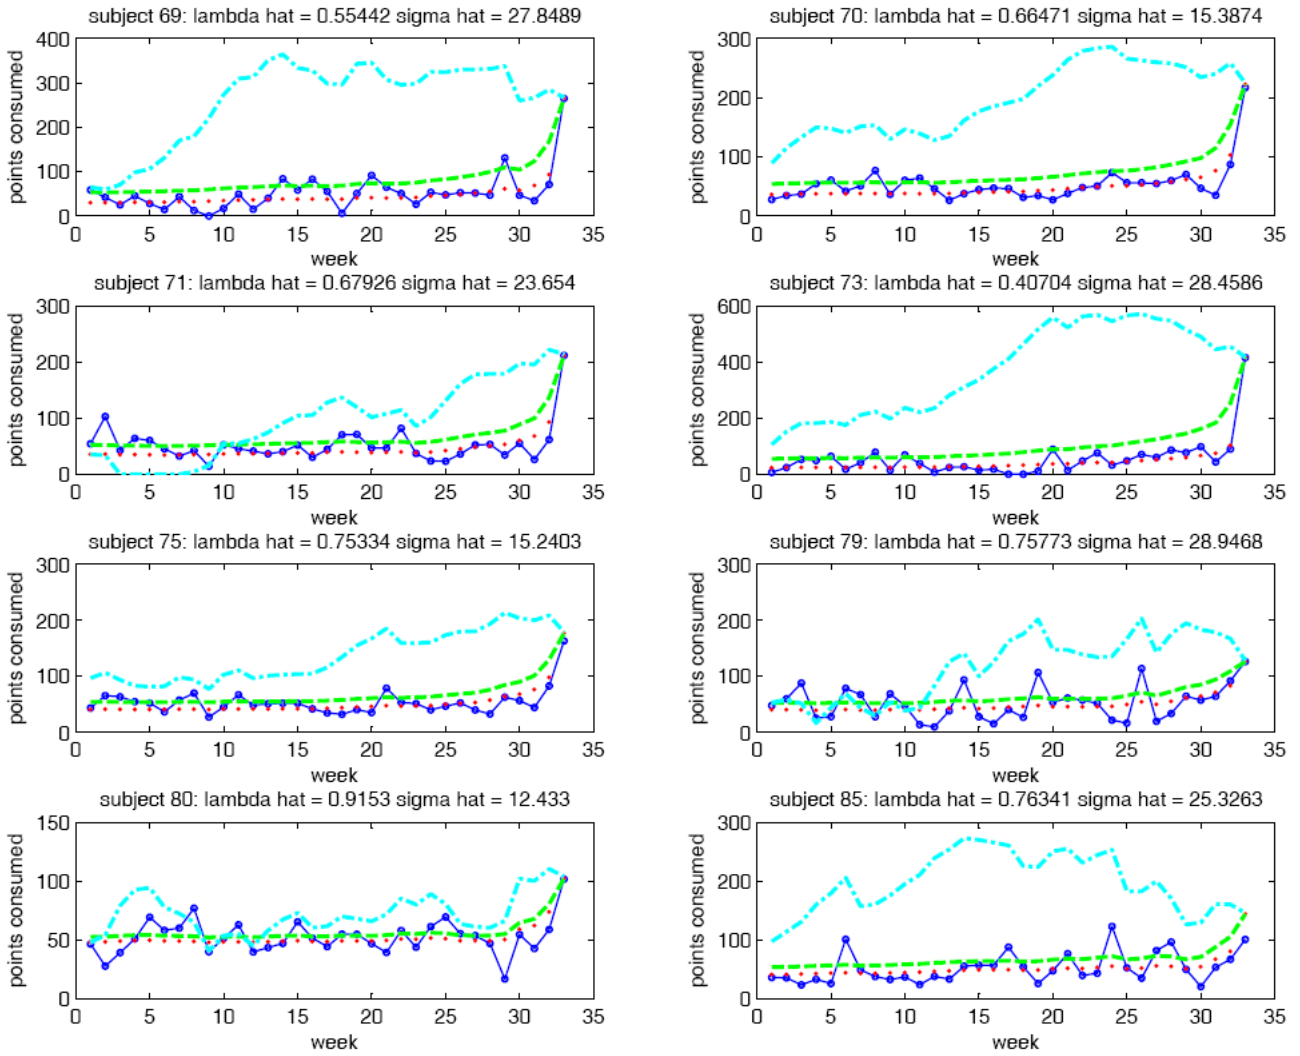 subject 69: lambda hat = 0.55442 sigma hat = 27.8489
400
300
200
100
0
points consumed
0 5 10 15 20 25 30 35
week
subject 70: lambda hat = 0.66471 sigma hat = 15.3874
300
200
100
0
points consumed
0 5 10 15 20 25 30 35
week
subject 71: lambda hat = 0.67926 sigma hat = 23.654
300
200
100
0
points consumed
0 5 10 15 20 25 30 35
week
subject 73: lambda hat = 0.40704 sigma hat = 28.4586
600
400
200
0
points consumed
0 5 10 15 20 25 30 35
week
subject 75: lambda hat = 0.75334 sigma hat = 15.2403
300
200
100
0
points consumed
0 5 10 15 20 25 30 35
week
subject 79: lambda hat = 0.75773 sigma hat = 28.9468
300
200
100
0
points consumed
0 5 10 15 20 25 30 35
week
subject 80: lambda hat = 0.9153 sigma hat = 12.433
150
100
50
0
points consumed
0 5 10 15 20 25 30 35
week
subject 85: lambda hat = 0.76341 sigma hat = 25.3263
300
200
100
0
points consumed
0 5 10 15 20 25 30 35
week